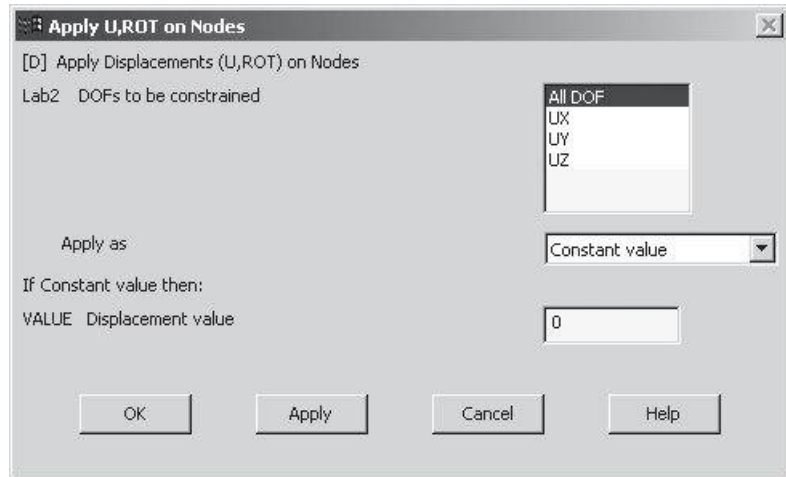 Apply U,ROT on Nodes
[D] Apply Displacements (U,ROT) on Nodes
Lab2 DOFs to be constrained
All DOF
UX
UY
UZ
Apply as
Constant value
If Constant value then:
VALUE Displacement value
0
OK Apply Cancel Help